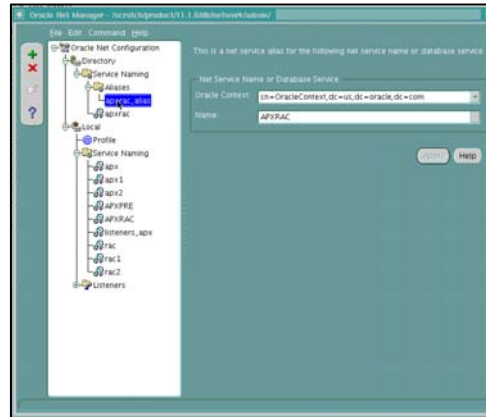 Oracle Net Manager - /scratch/product/11.1.0/db/network/admin/
File Edit Command Help
Oracle Net Configuration
Directory
Service Naming
Aliases
apxrac_alias
apxrac
Local
Profile
Service Naming
apx
apx1
apx2
APXPRE
APXRAC
listeners_apx
rac
rac1
rac2
Listeners
This is a net service alias for the following net service name or database service
Net Service Name or Database Service
Oracle Context
cn=OracleContext,dc=us,dc=oracle,dc=com
Name
APXRAC
Apply Help